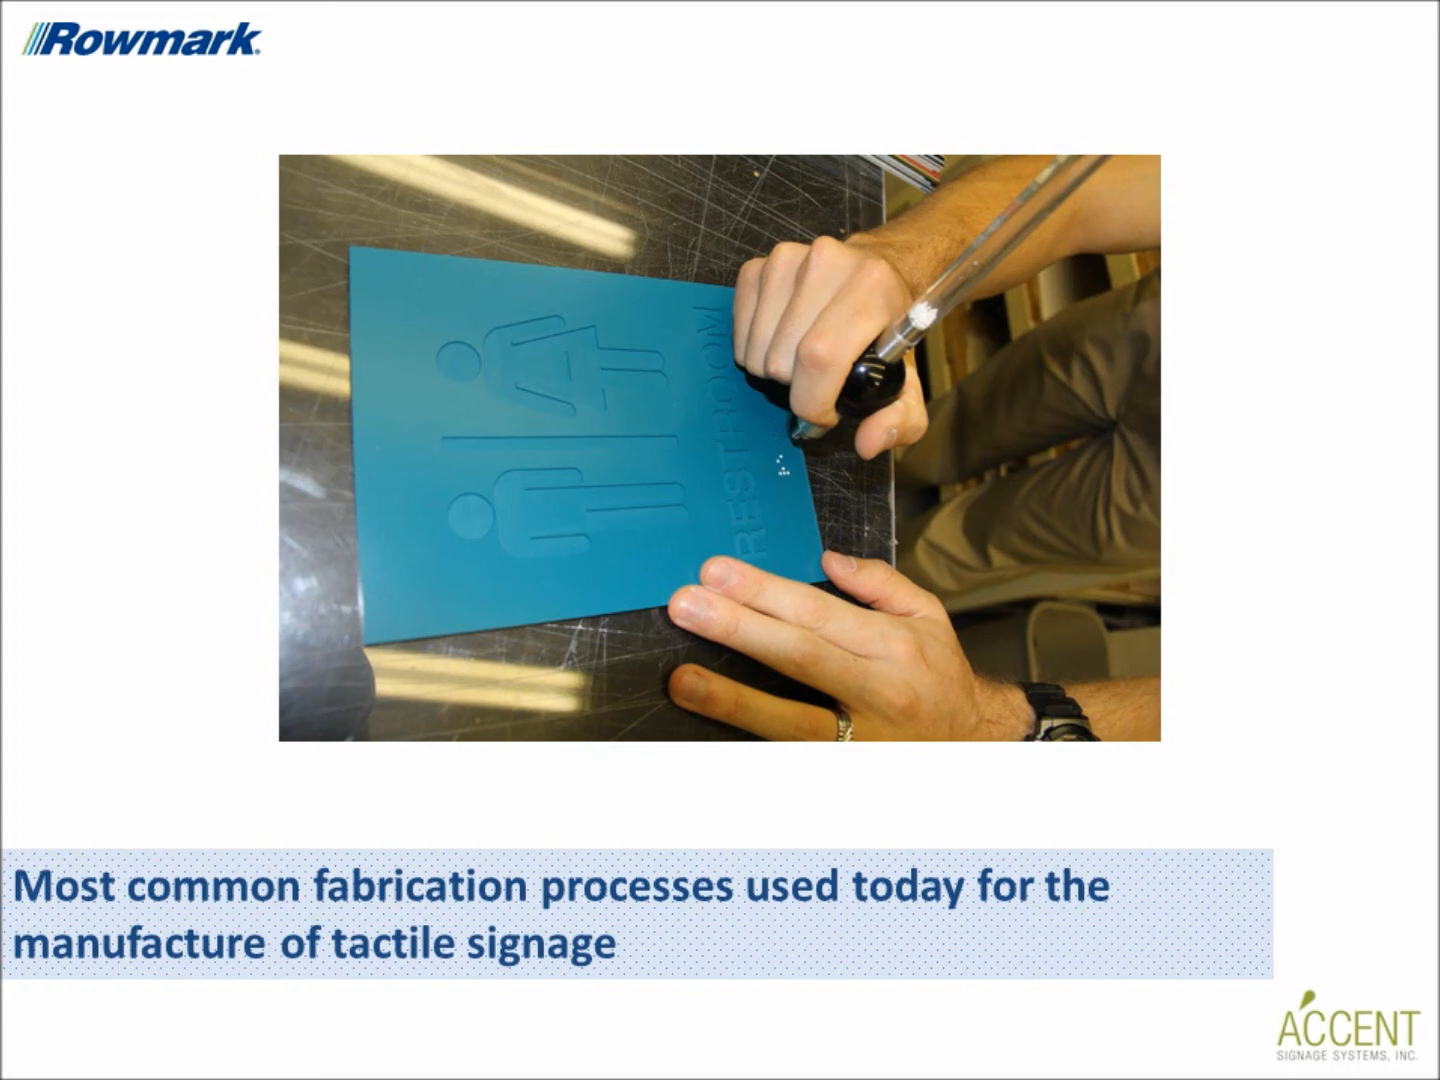 Rowmark
RESTROOM
Most common fabrication processes used today for the
manufacture of tactile signage
ACCENT
SIGNAGE SYSTEMS, INC.